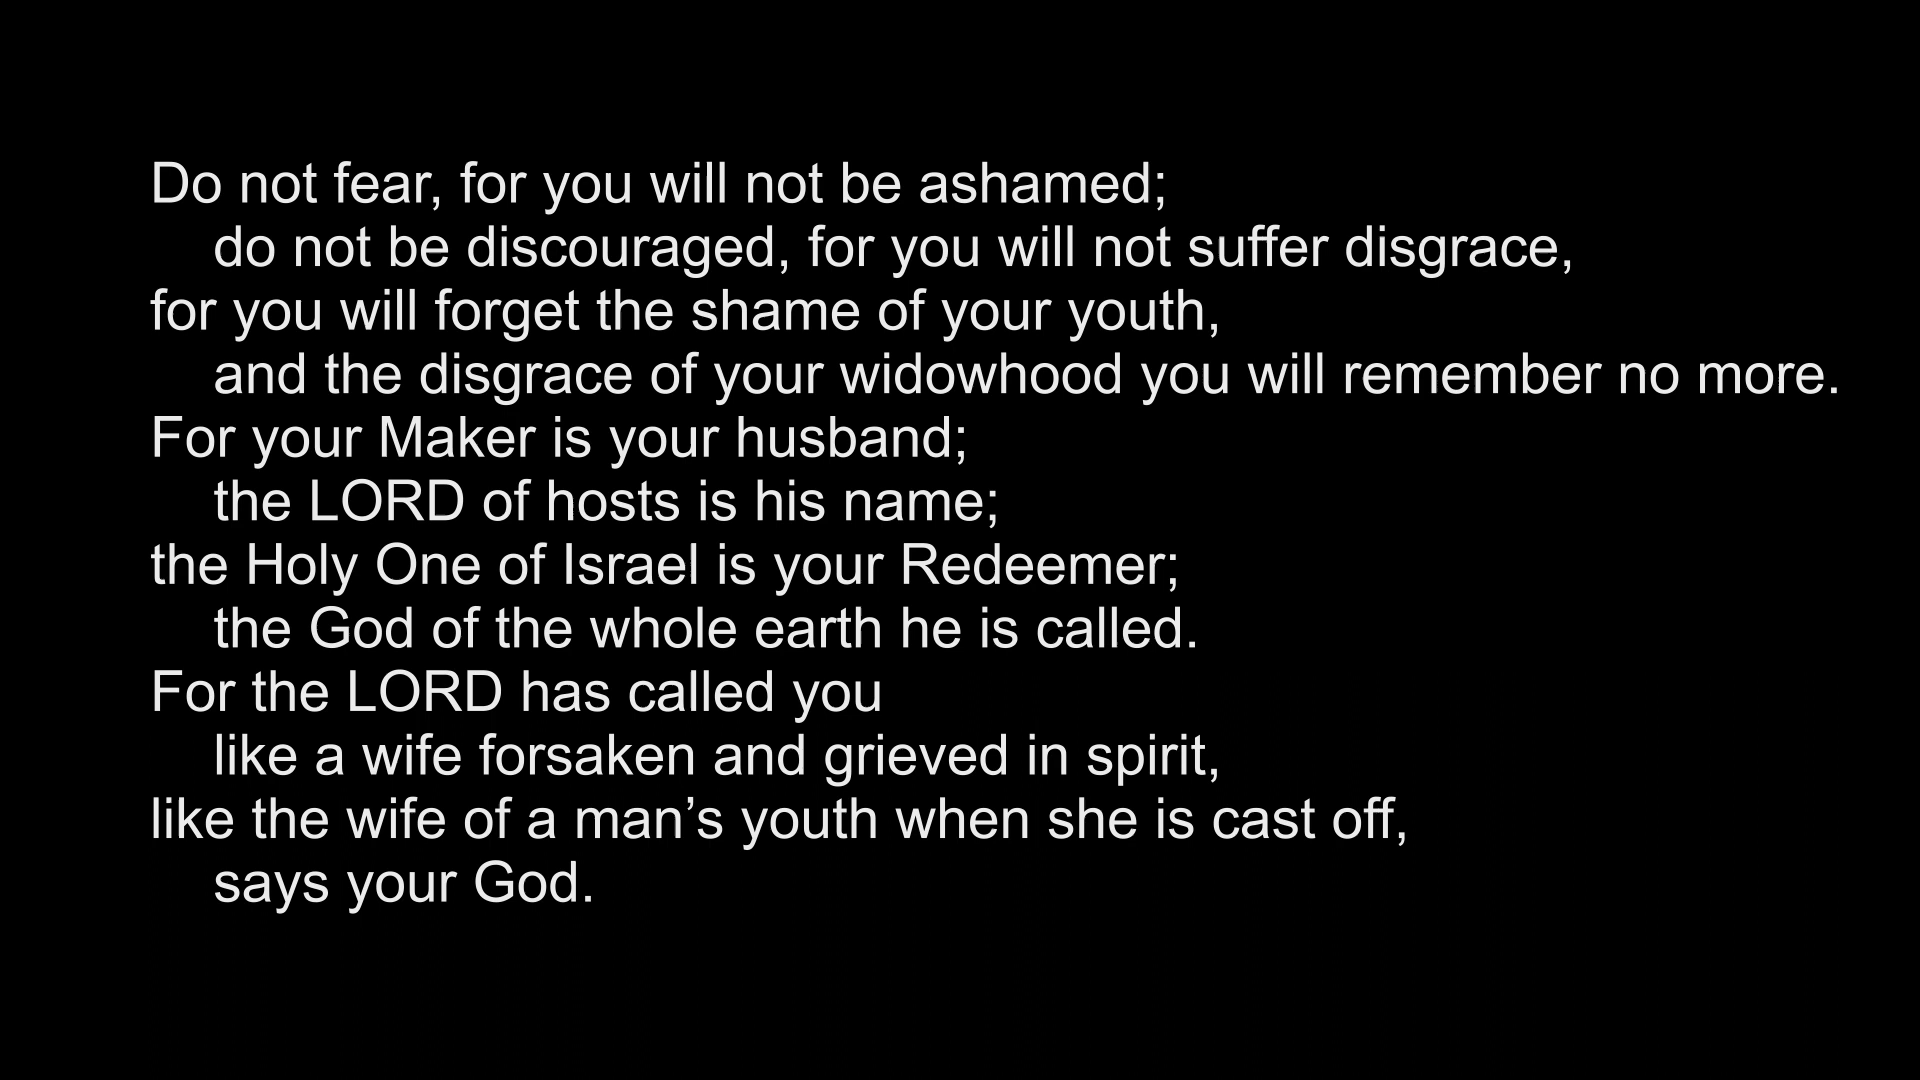 Do not fear, for you will not be ashamed;
do not be discouraged, for you will not suffer disgrace,
for you will forget the shame of your youth,
and the disgrace of your widowhood you will remember no more.
For your Maker is your husband;
the LORD of hosts is his name;
the Holy One of Israel is your Redeemer;
the God of the whole earth he is called.
For the LORD has called you
like a wife forsaken and grieved in spirit,
like the wife of a man’s youth when she is cast off,
says your God.